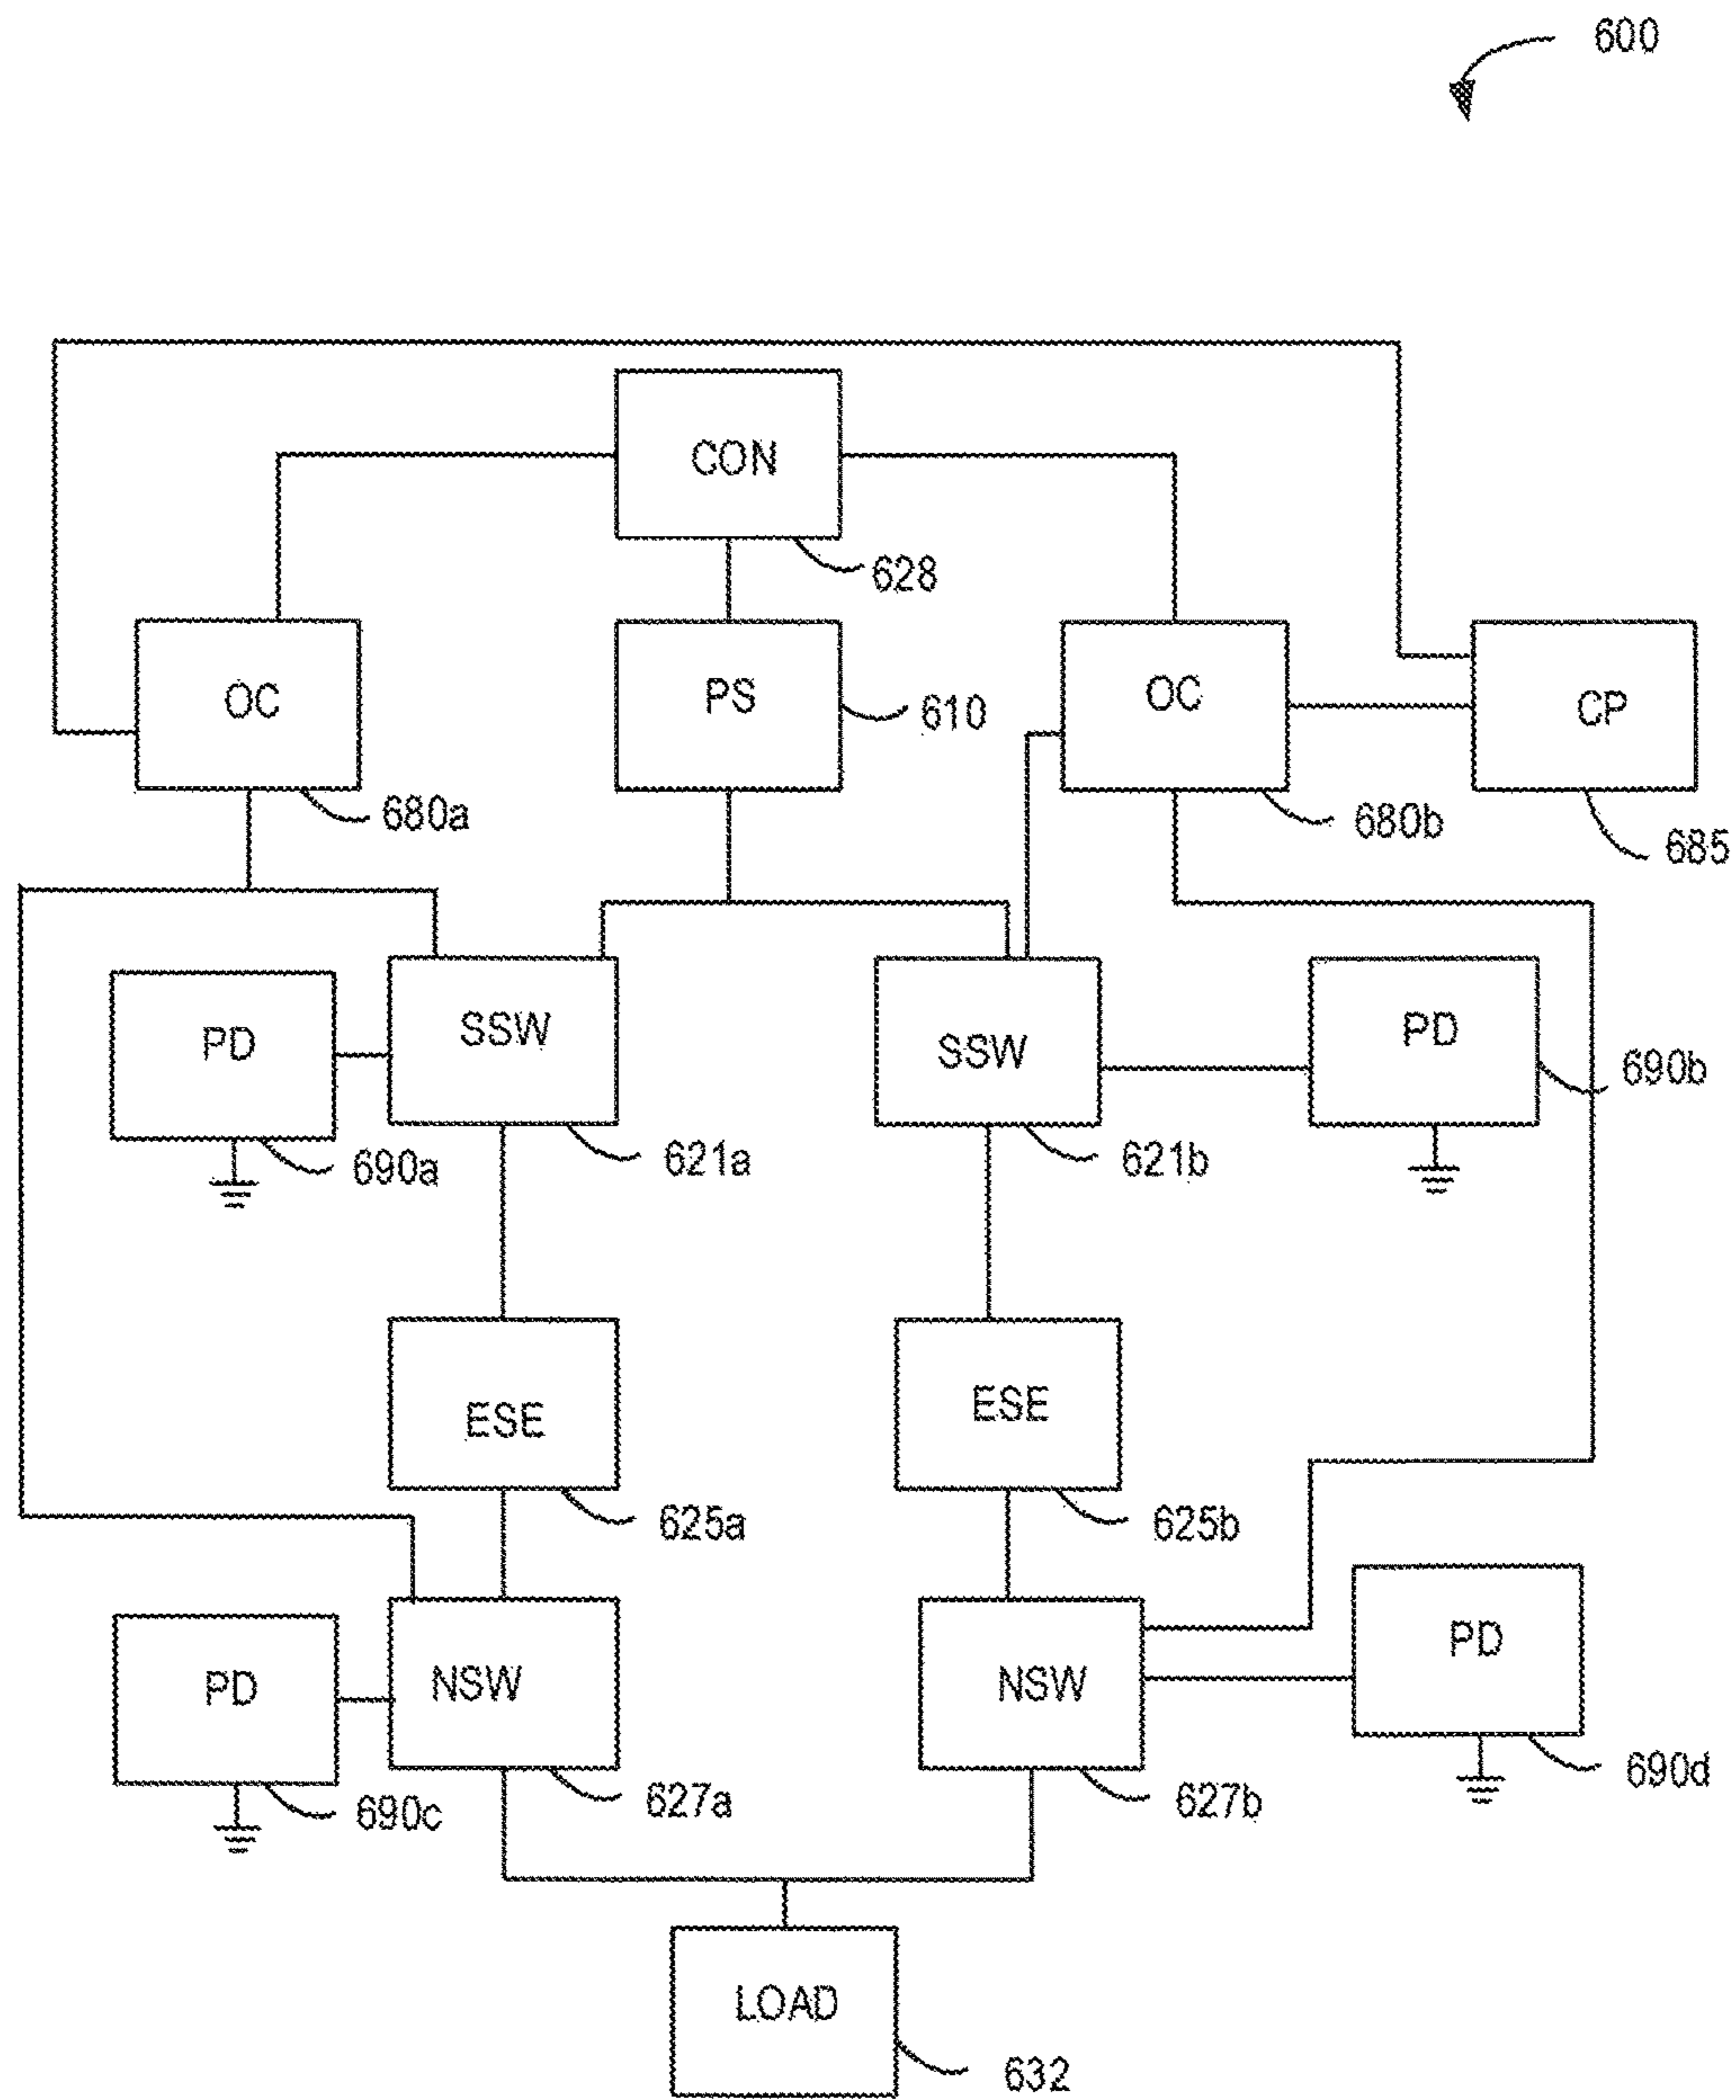 600
CON
628
OC
PS
OC
CP
610
680a
680b
685
PD
SSW
SSW
PD
690a
621a
621b
690b
ESE
ESE
625a
625b
PD
NSW
NSW
PD
690c
627a
627b
690d
LOAD
632